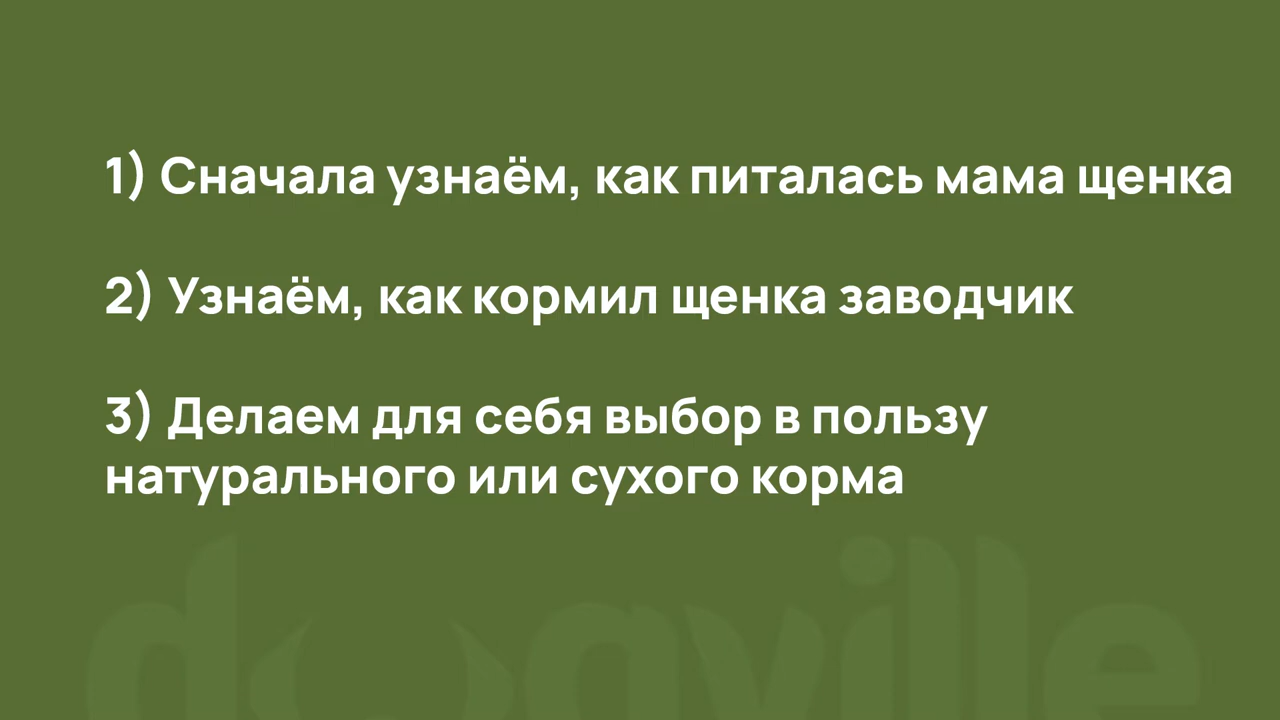 1) Сначала узнаём, как питалась мама щенка
2) Узнаём, как кормил щенка заводчик
3) Делаем для себя выбор в пользу
натурального или сухого корма
dogville